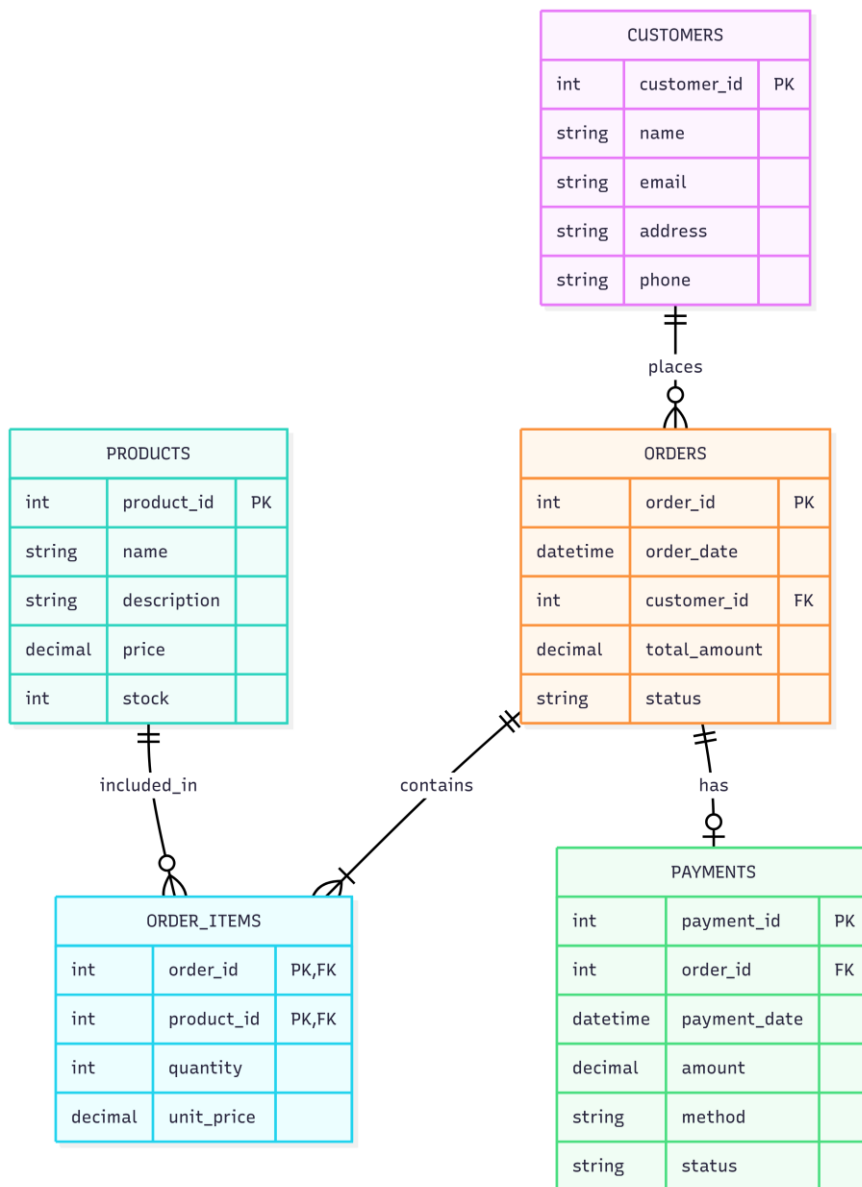 CUSTOMERS
int customer_id PK
string name
string email
string address
string phone
places
PRODUCTS
int product_id PK
string name
string description
decimal price
int stock
ORDERS
int order_id PK
datetime order_date
int customer_id FK
decimal total_amount
string status
included_in
contains
has
ORDER_ITEMS
int order_id PK,FK
int product_id PK,FK
int quantity
decimal unit_price
PAYMENTS
int payment_id PK
int order_id FK
datetime payment_date
decimal amount
string method
string status